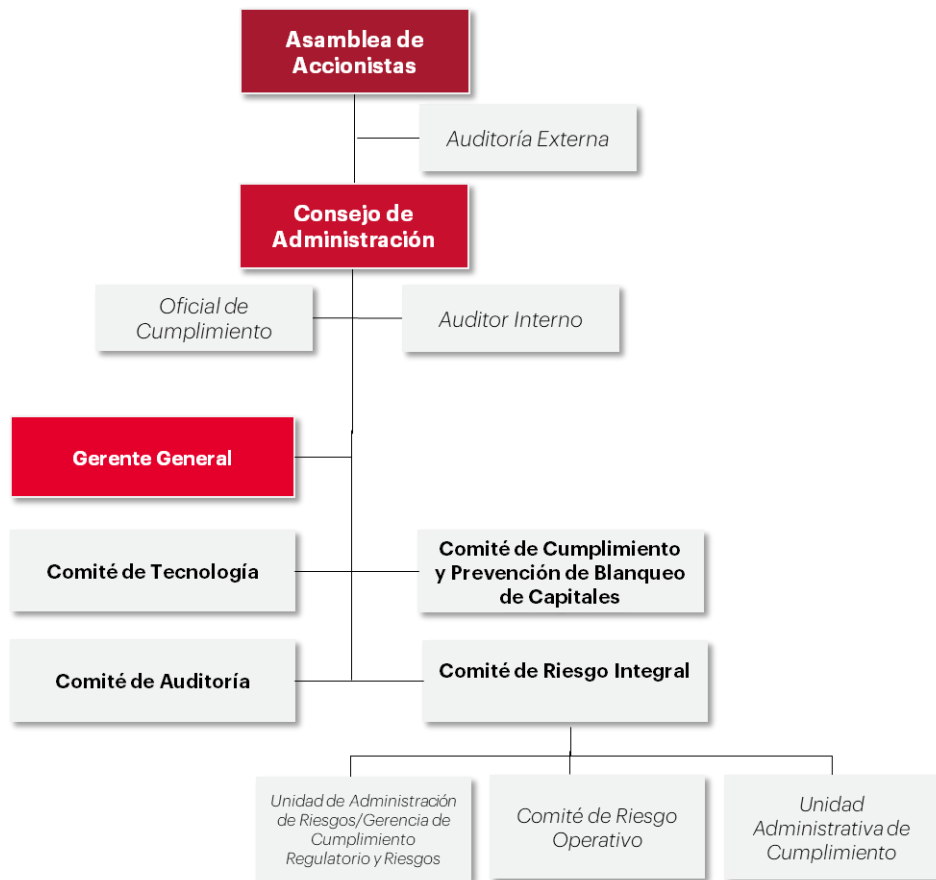 Asamblea de
Accionistas
Auditoría Externa
Consejo de
Administración
Oficial de
Cumplimiento
Auditor Interno
Gerente General
Comité de Tecnología
Comité de Cumplimiento
y Prevención de Blanqueo
de Capitales
Comité de Auditoría
Comité de Riesgo Integral
Unidad de Administración
de Riesgos/Gerencia de
Cumplimiento
Regulatorio y Riesgos
Comité de Riesgo
Operativo
Unidad
Administrativa de
Cumplimiento